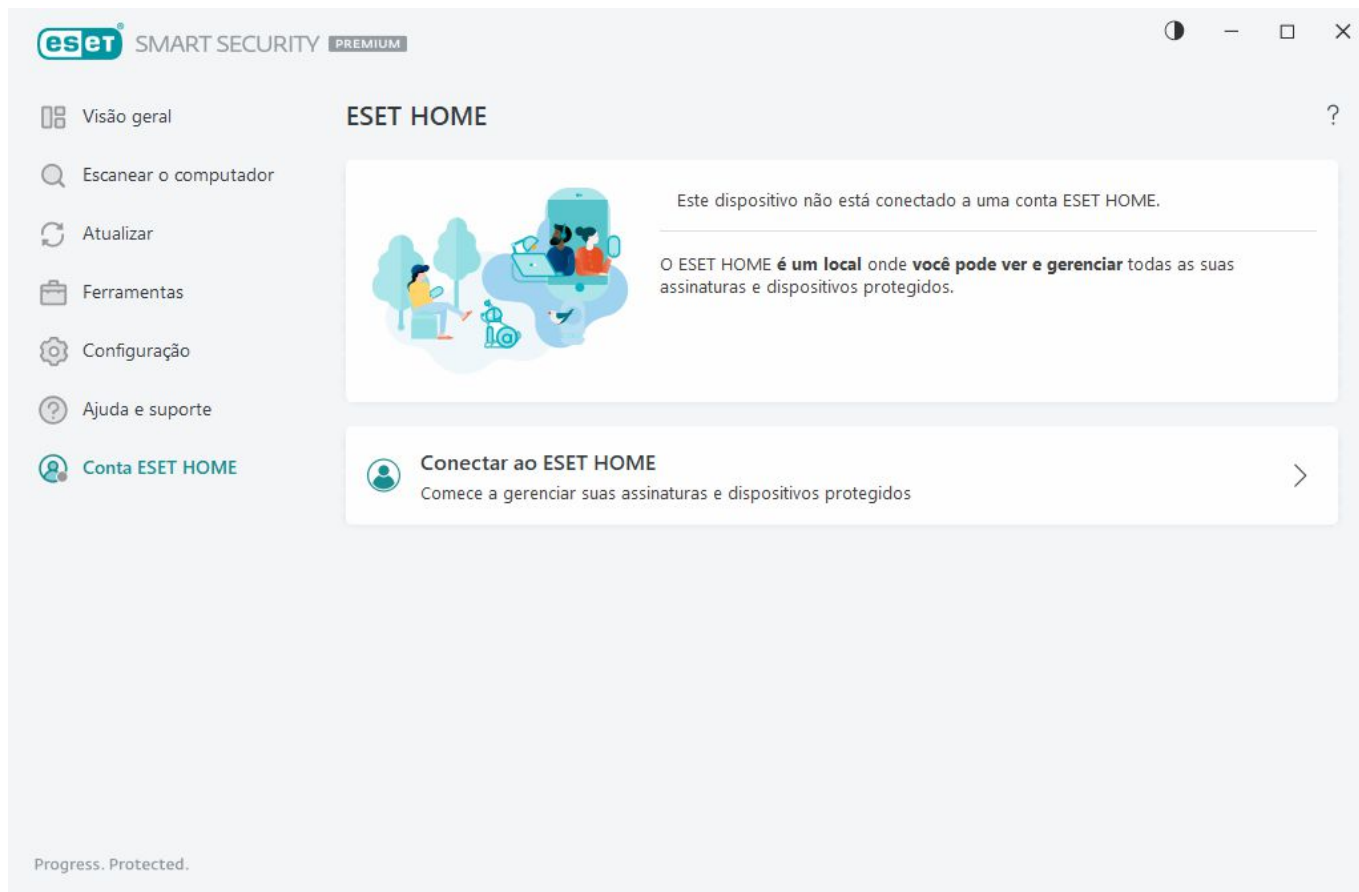 eset® SMART SECURITY PREMIUM
Visão geral
Escanear o computador
Atualizar
Ferramentas
Configuração
Ajuda e suporte
Conta ESET HOME
ESET HOME
?
Este dispositivo não está conectado a uma conta ESET HOME.
O ESET HOME é um local onde você pode ver e gerenciar todas as suas
assinaturas e dispositivos protegidos.
Conectar ao ESET HOME
Comece a gerenciar suas assinaturas e dispositivos protegidos
Progress. Protected.